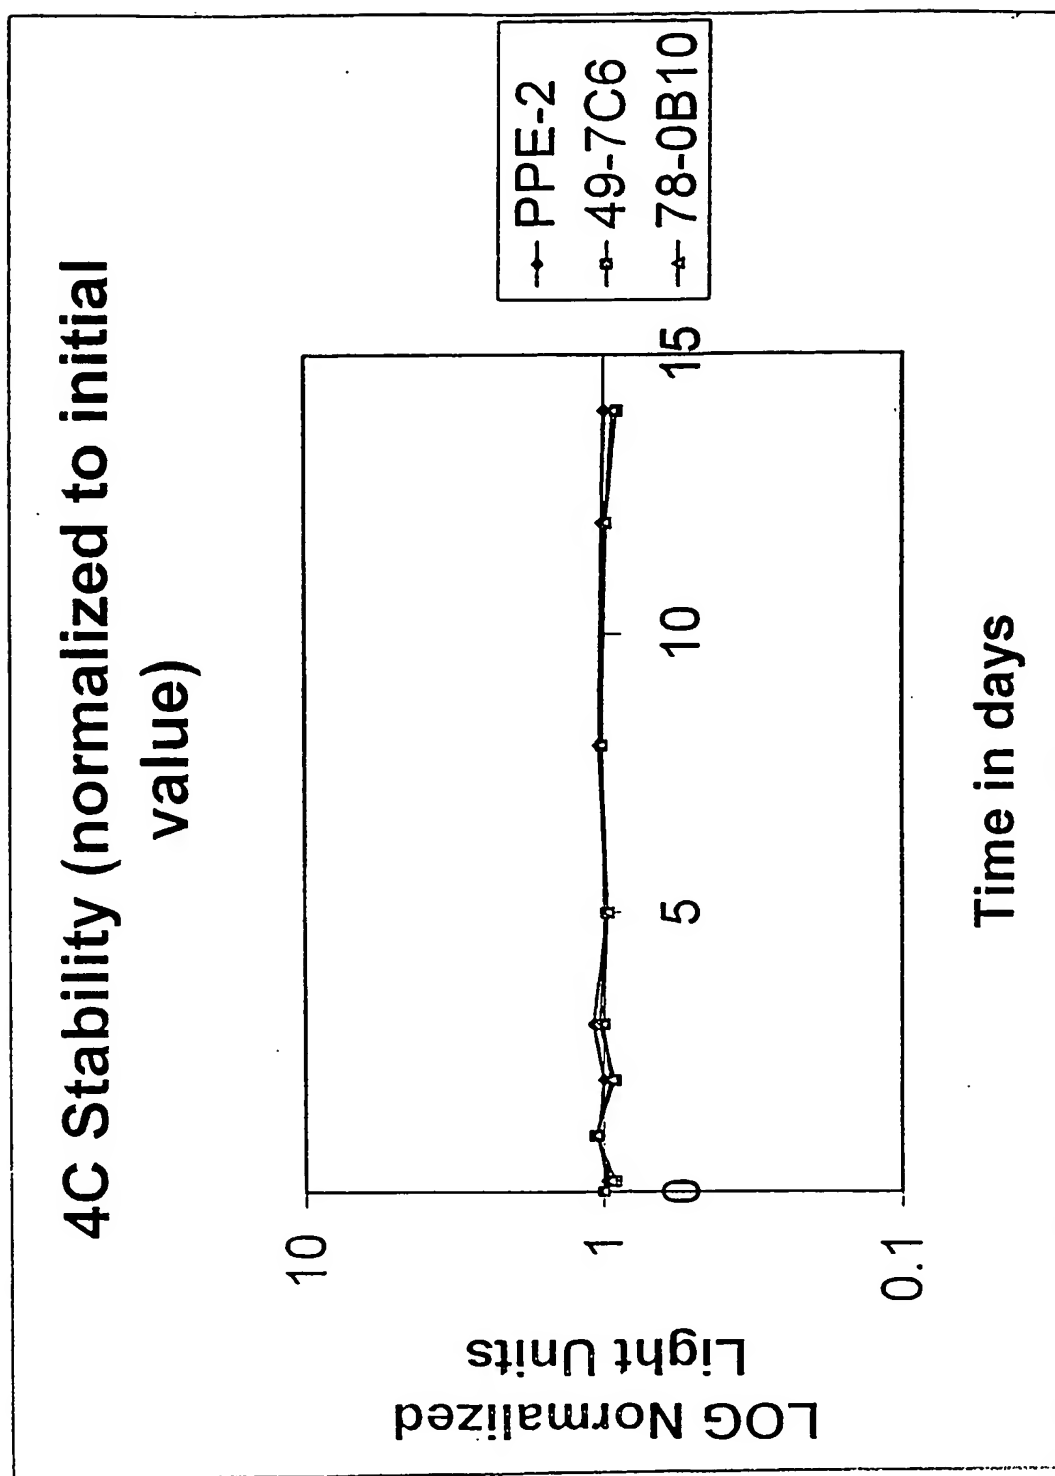 4C Stability (normalized to initial
value)
LOG Normalized
Light Units
10
1
0.1
0
5
10
15
Time in days
PPE-2
49-7C6
78-0B10